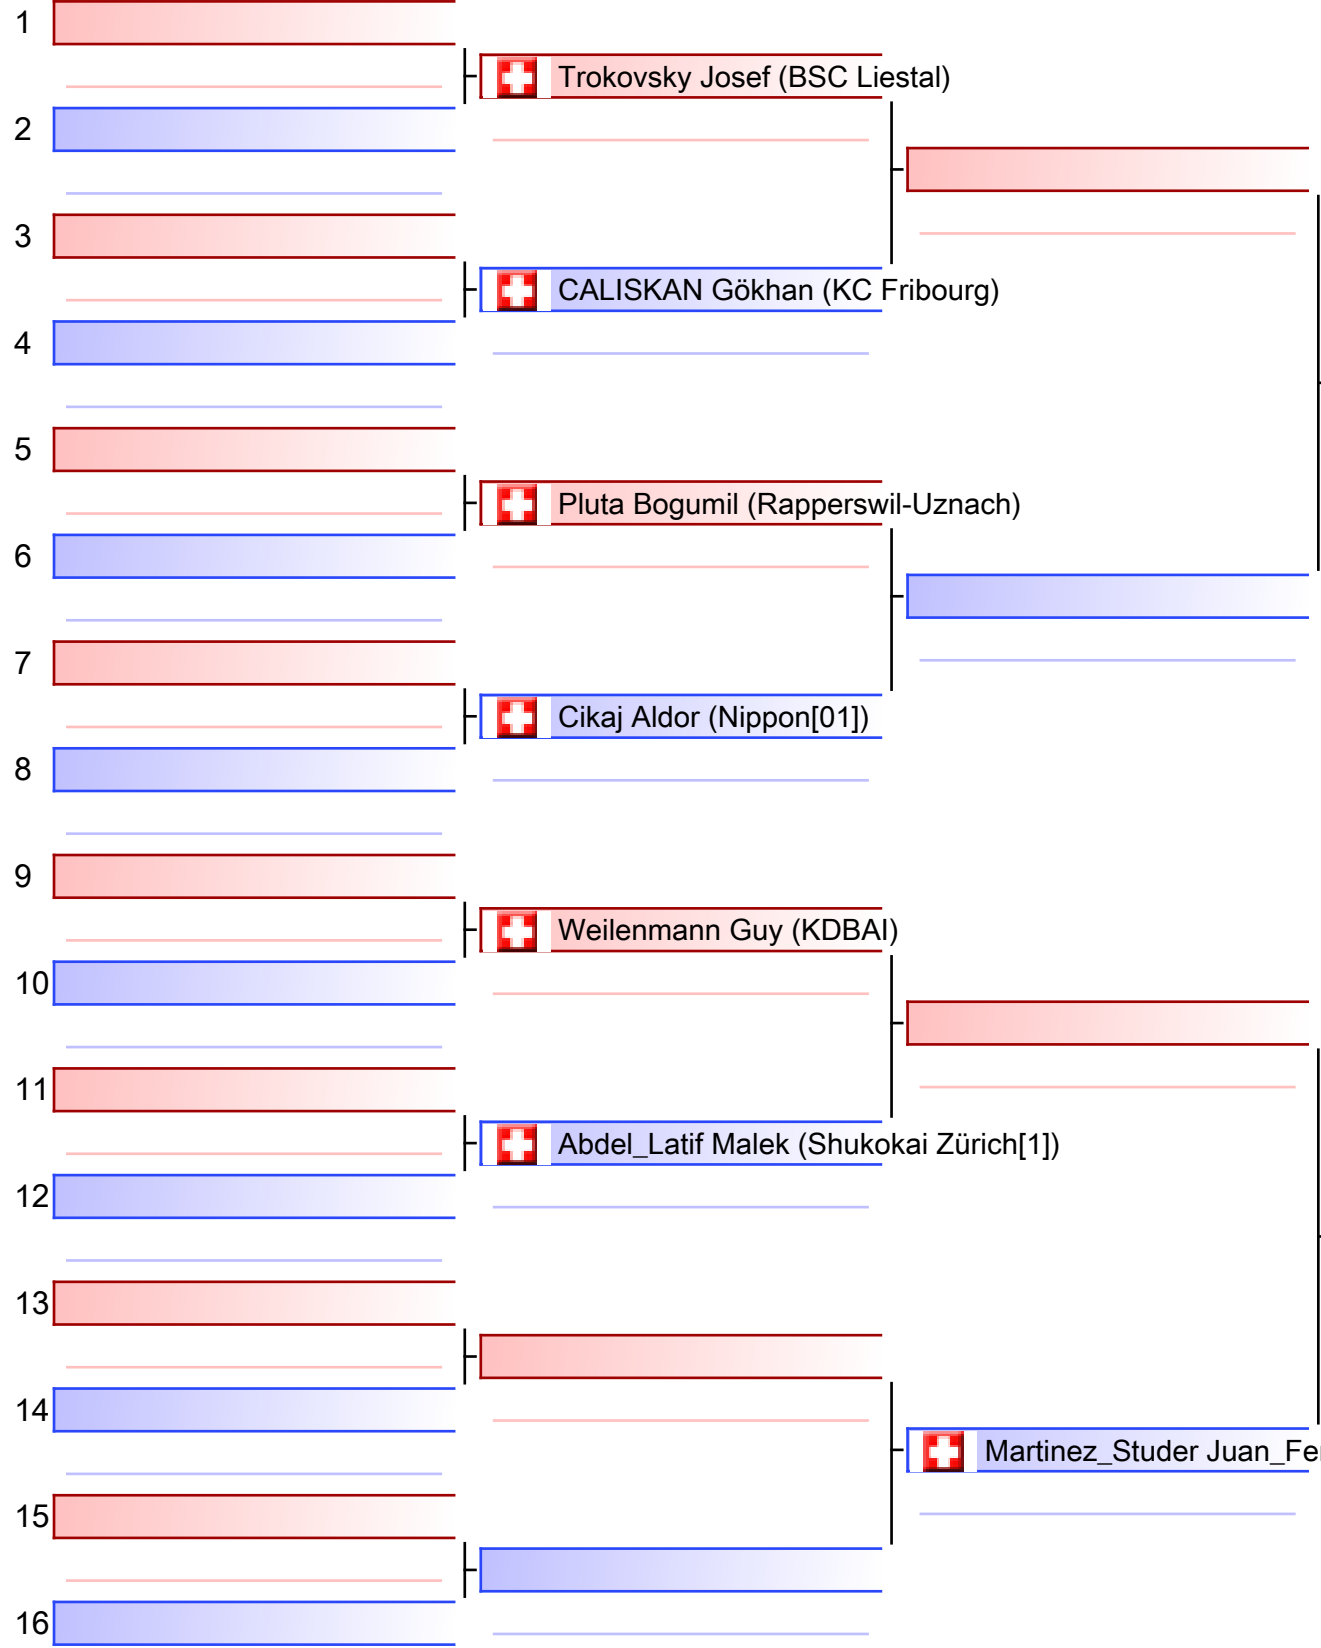 1
Trokovsky Josef (BSC Liestal)
2
3
CALISKAN Gökhan (KC Fribourg)
4
5
Pluta Bogumil (Rapperswil-Uznach)
6
7
Cikaj Aldor (Nippon[01])
8
9
Weilenmann Guy (KDBAI)
10
11
Abdel_Latif Malek (Shukokai Zürich[1])
12
13
14
Martinez_Studer
15
16